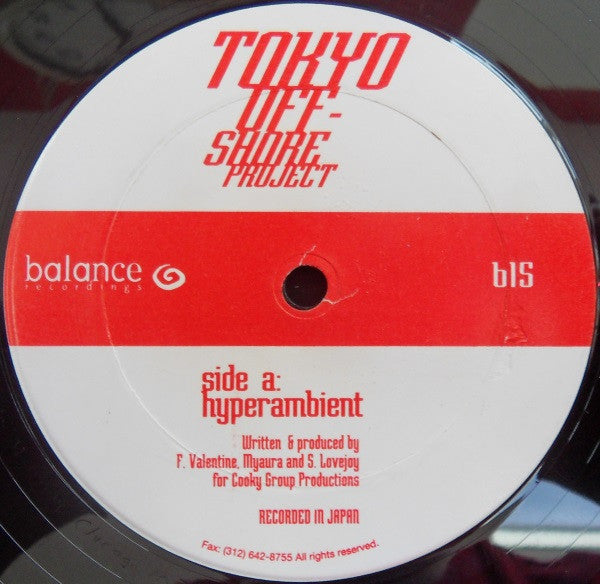 TOKYO
OFF-
SHORE
PROJECT
balance
recordings
b15
side a:
hyperambient
Written & produced by
F. Valentine, Myaura and S. Lovejoy
for Cooky Group Productions
RECORDED IN JAPAN
Fax: (312) 642-8755 All rights reserved.